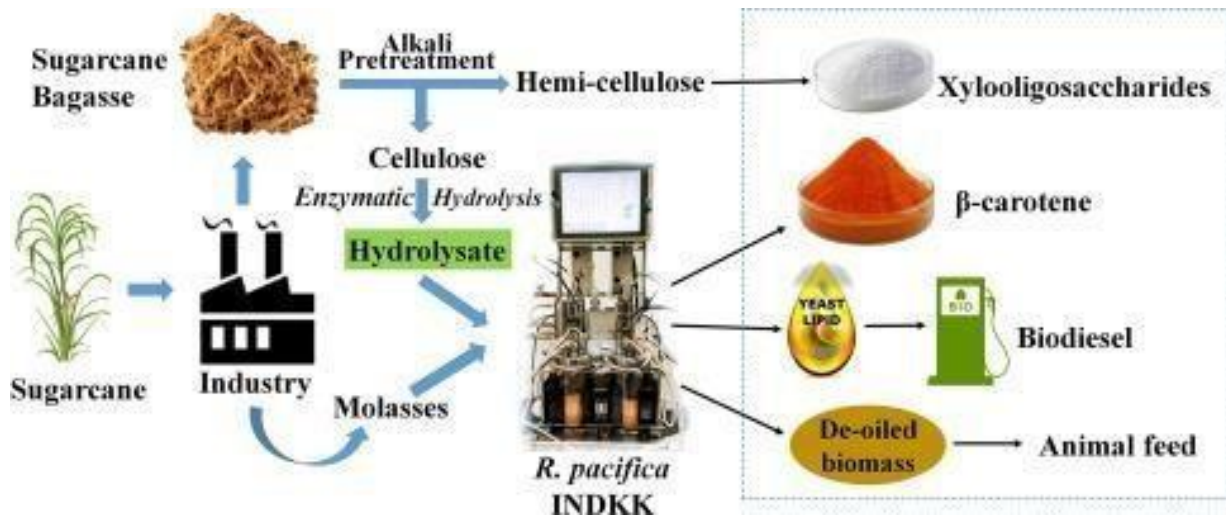 Sugarcane
Bagasse
Alkali
Pretreatment
Hemi-cellulose
Xylooligosaccharides
Cellulose
Enzymatic Hydrolysis
Hydrolysate
β-carotene
Sugarcane
Industry
Molasses
R. pacifica
INDKK
YEAST
LIPID
BIO
Biodiesel
De-oiled
biomass
Animal feed